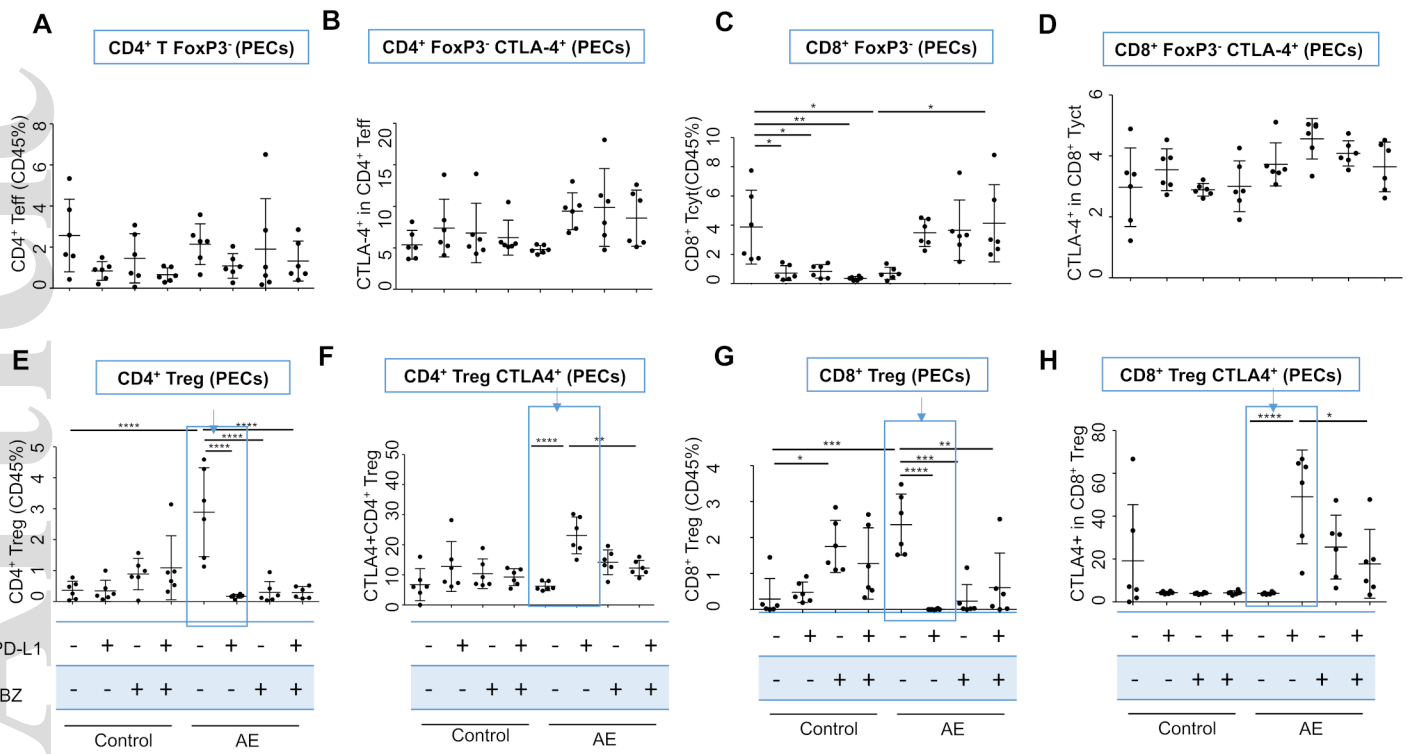 A
B
C
D
CD4⁺ T FoxP3⁻ (PECs)
CD4⁺ FoxP3⁻ CTLA-4⁺ (PECs)
CD8⁺ FoxP3⁻ (PECs)
CD8⁺ FoxP3⁻ CTLA-4⁺ (PECs)
CD4⁺ Teff (CD45%)
0 2 4 6 8
CTLA-4⁺ in CD4⁺ Teff
0 5 10 15 20
CD8⁺ Tcyt(CD45%)
0 2 4 6 8 10
* ** * * *
CTLA-4⁺ in CD8⁺ Tyct
0 2 4 6
E
F
G
H
CD4⁺ Treg (PECs)
CD4⁺ Treg CTLA4⁺ (PECs)
CD8⁺ Treg (PECs)
CD8⁺ Treg CTLA4⁺ (PECs)
CD4⁺ Treg (CD45%)
0 1 2 3 4 5
**** **** **** ****
CTLA4+CD4⁺ Treg
0 10 20 30 40 50
**** **
CD8⁺ Treg (CD45%)
0 1 2 3 4
* *** ** *** ****
CTLA4+ in CD8⁺ Treg
0 20 40 60 80
**** *
PD-L1
- + - + - + - +
- + - + - + - +
- + - + - + - +
- + - + - + - +
BZ
- - + + - - + +
- - + + - - + +
- - + + - - + +
- - + + - - + +
Control AE
Control AE
Control AE
Control AE